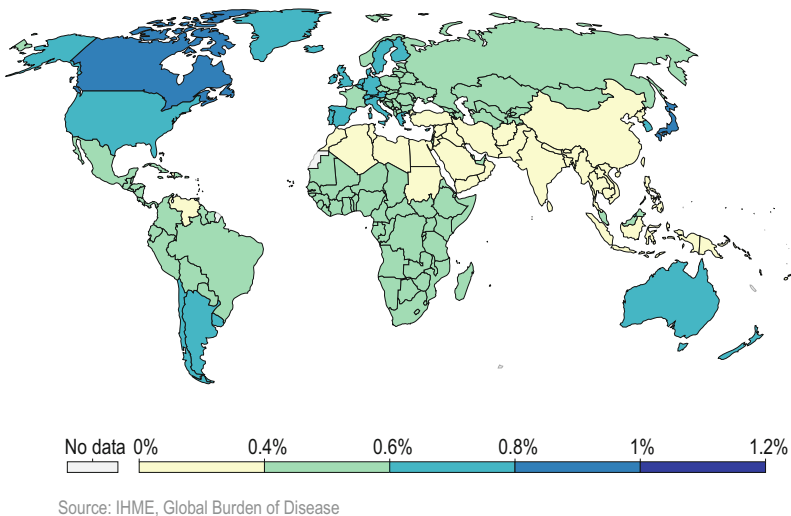 No data 0% 0.4% 0.6% 0.8% 1% 1.2%
Source: IHME, Global Burden of Disease